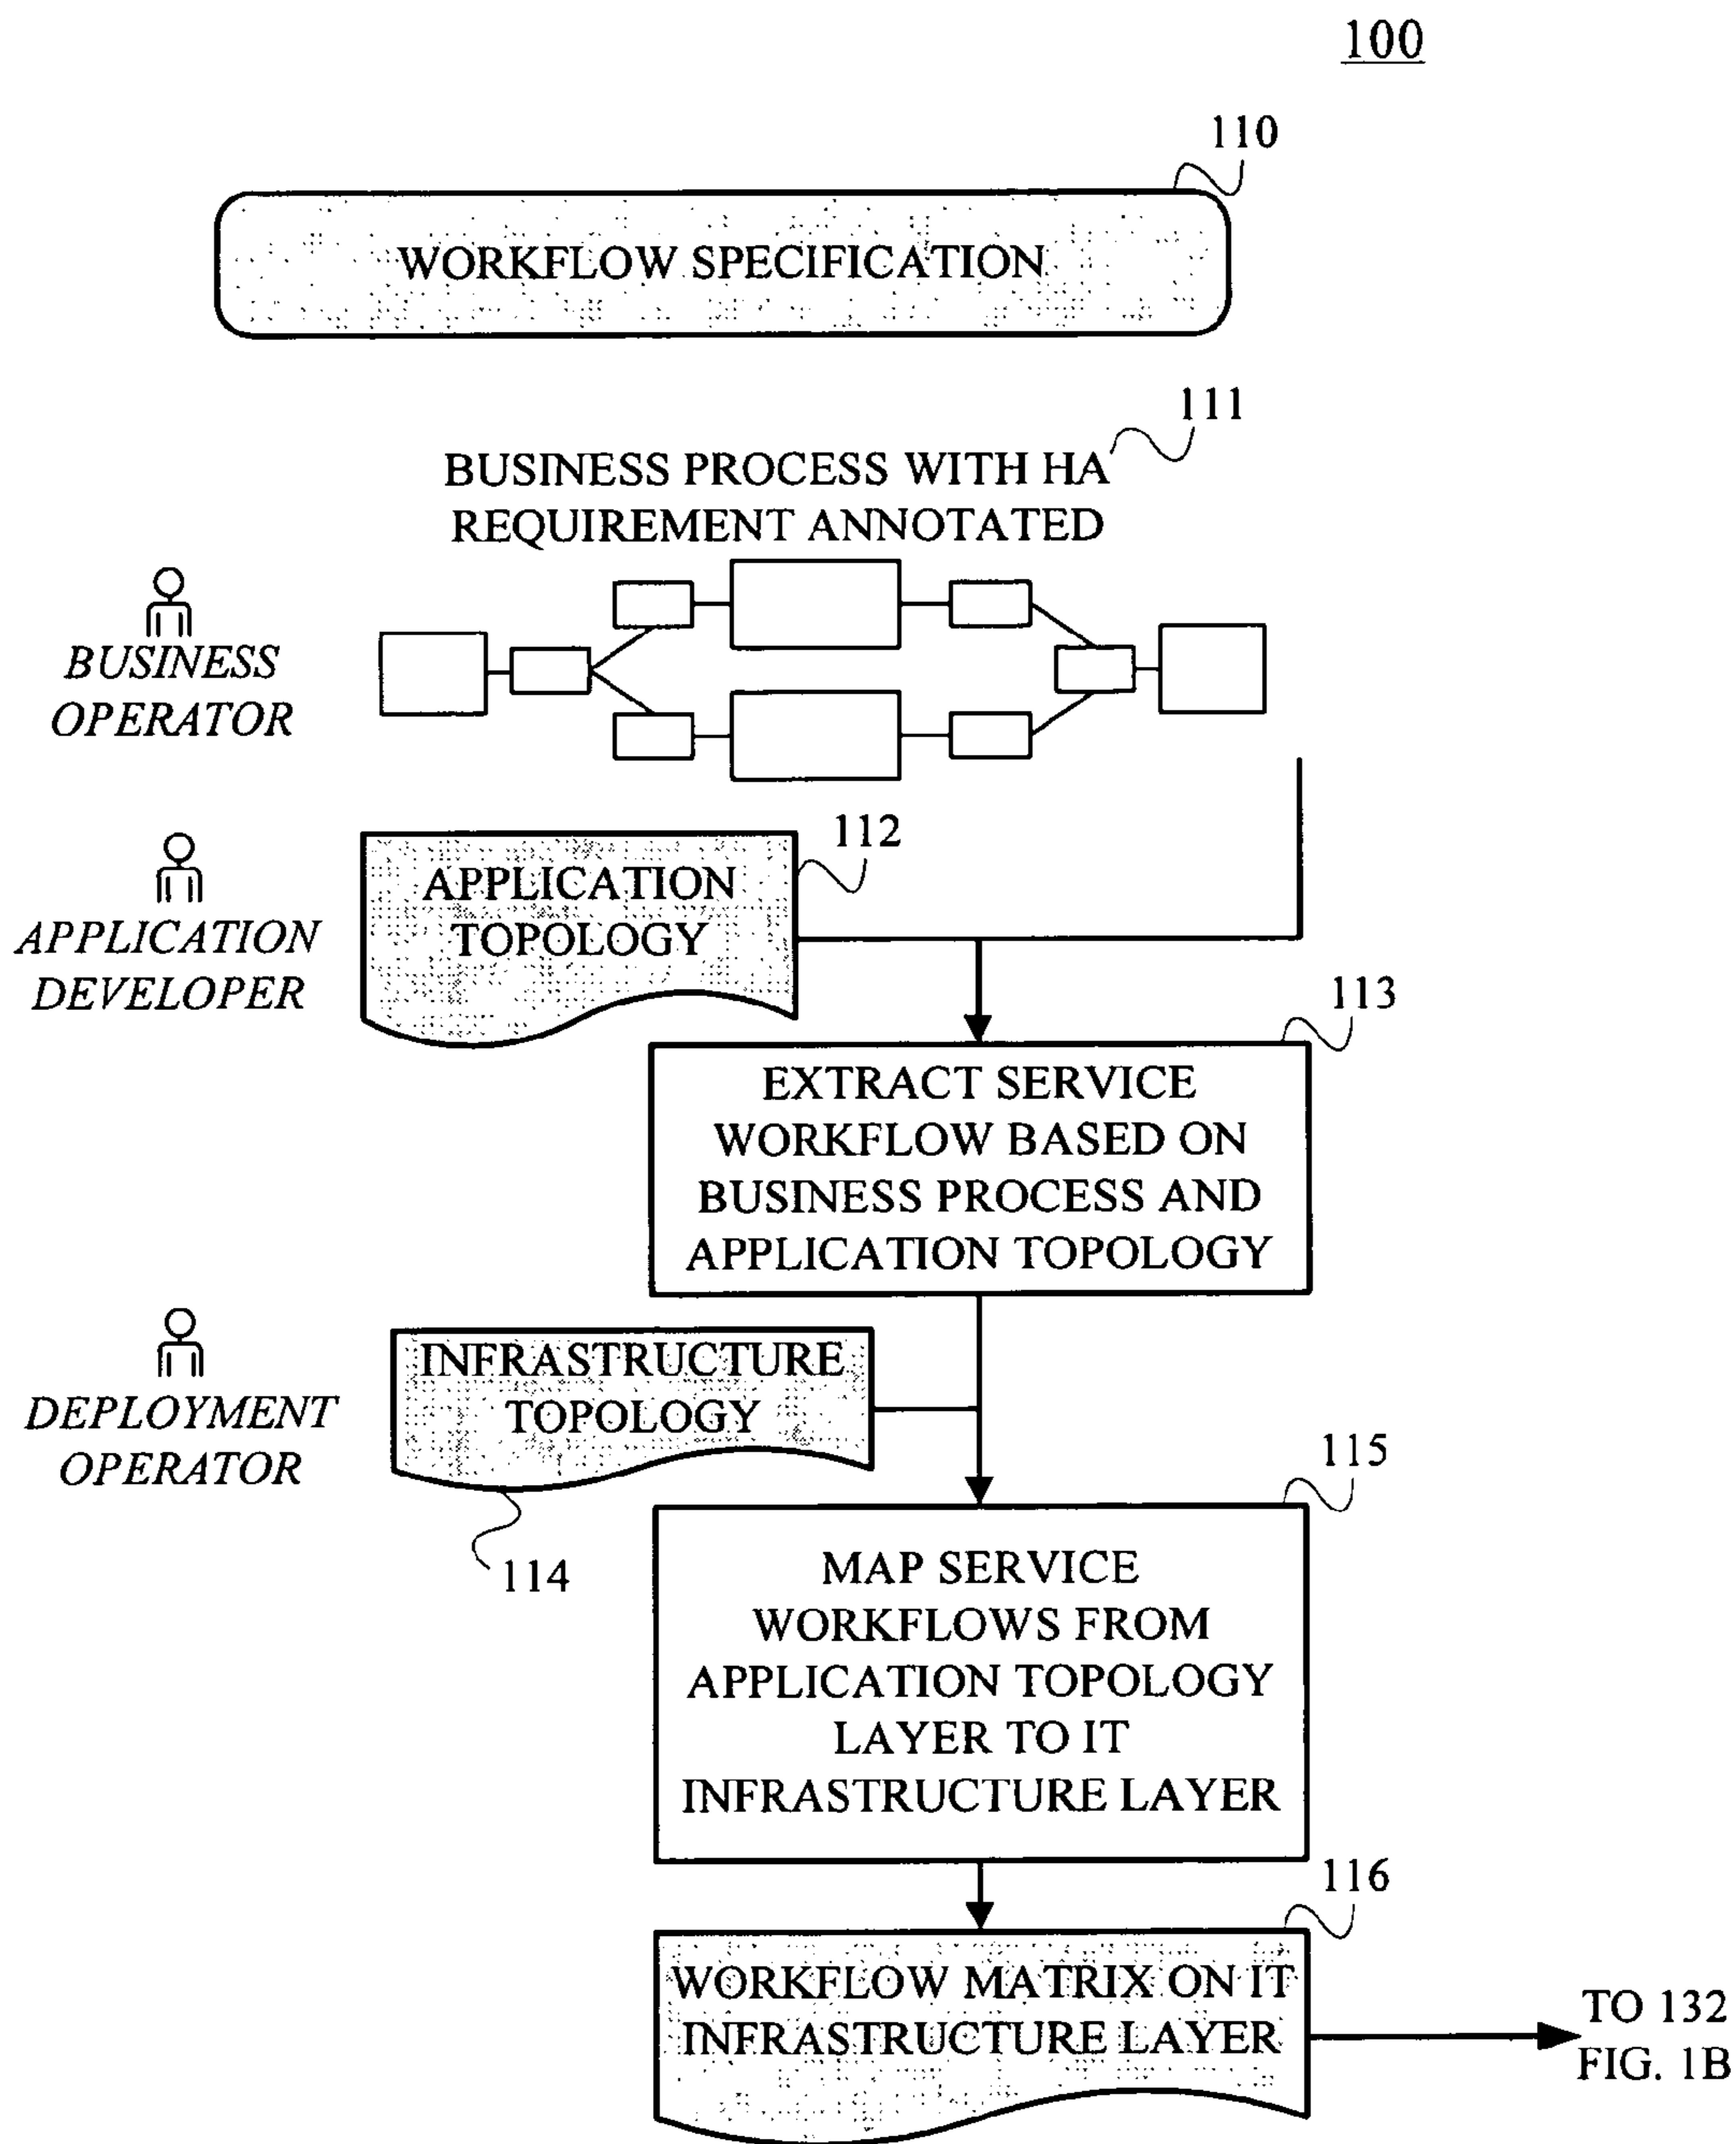 100
110
WORKFLOW SPECIFICATION
111
BUSINESS PROCESS WITH HA
REQUIREMENT ANNOTATED
BUSINESS
OPERATOR
112
APPLICATION
TOPOLOGY
APPLICATION
DEVELOPER
113
EXTRACT SERVICE
WORKFLOW BASED ON
BUSINESS PROCESS AND
APPLICATION TOPOLOGY
INFRASTRUCTURE
TOPOLOGY
DEPLOYMENT
OPERATOR
114
115
MAP SERVICE
WORKFLOWS FROM
APPLICATION TOPOLOGY
LAYER TO IT
INFRASTRUCTURE LAYER
116
WORKFLOW MATRIX ON IT
INFRASTRUCTURE LAYER
TO 132
FIG. 1B